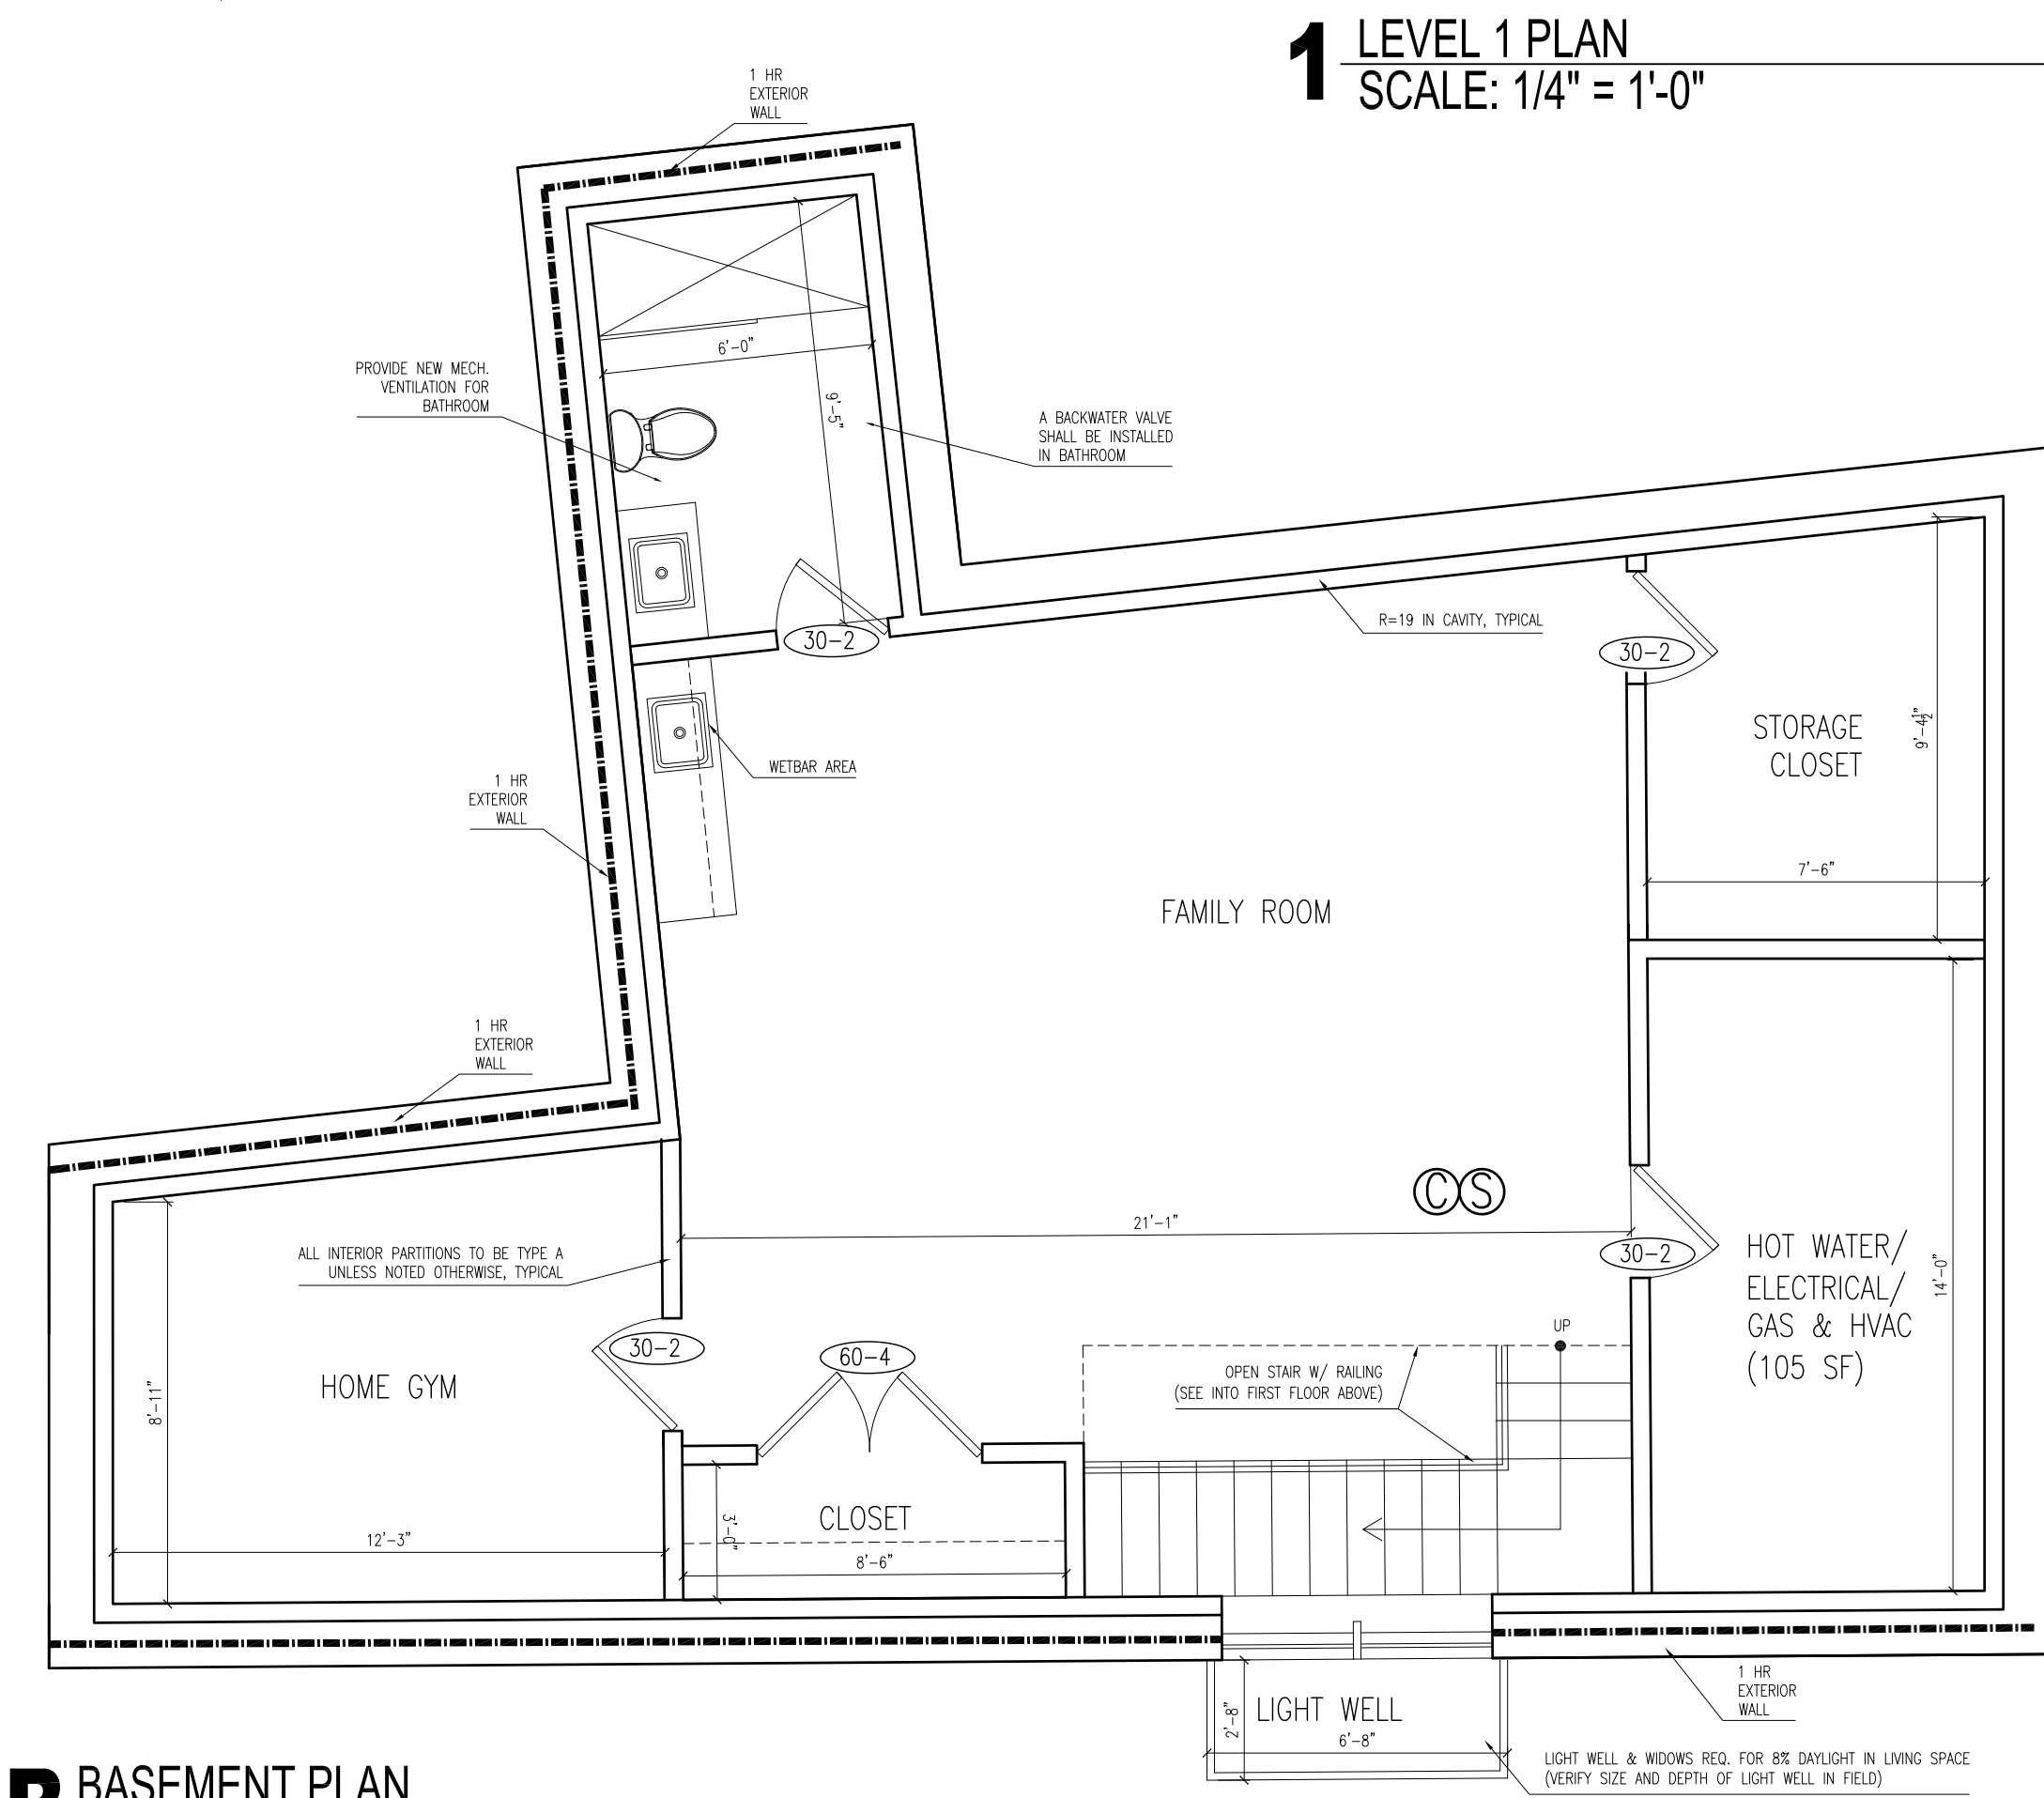 1 LEVEL 1 PLAN
SCALE: 1/4" = 1'-0"
1 HR
EXTERIOR
WALL
6'-0"
9'-5"
PROVIDE NEW MECH.
VENTILATION FOR
BATHROOM
A BACKWATER VALVE
SHALL BE INSTALLED
IN BATHROOM
30-2
R=19 IN CAVITY, TYPICAL
30-2
STORAGE
CLOSET
9'-4½"
7'-6"
WETBAR AREA
1 HR
EXTERIOR
WALL
FAMILY ROOM
1 HR
EXTERIOR
WALL
C S
21'-1"
ALL INTERIOR PARTITIONS TO BE TYPE A
UNLESS NOTED OTHERWISE, TYPICAL
30-2
HOT WATER/
ELECTRICAL/
GAS & HVAC
(105 SF)
14'-0"
UP
30-2
60-4
OPEN STAIR W/ RAILING
(SEE INTO FIRST FLOOR ABOVE)
HOME GYM
8'-11"
12'-3"
CLOSET
3'-0"
8'-6"
LIGHT WELL
2'-8"
6'-8"
1 HR
EXTERIOR
WALL
LIGHT WELL & WIDOWS REQ. FOR 8% DAYLIGHT IN LIVING SPACE
(VERIFY SIZE AND DEPTH OF LIGHT WELL IN FIELD)
B BASEMENT PLAN